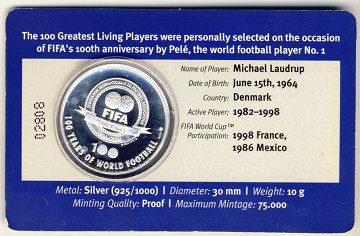 The 100 Greatest Living Players were personally selected on the occasion
of FIFA's 100th anniversary by Pelé, the world football player No. 1
Name of Player: Michael Laudrup
Date of Birth: June 15th, 1964
Country: Denmark
Active Player: 1982–1998
FIFA World Cup™
Participation: 1998 France,
1986 Mexico
02808
FIFA
100 YEARS OF WORLD FOOTBALL
100
Metal: Silver (925/1000) | Diameter: 30 mm | Weight: 10 g
Minting Quality: Proof | Maximum Mintage: 75.000